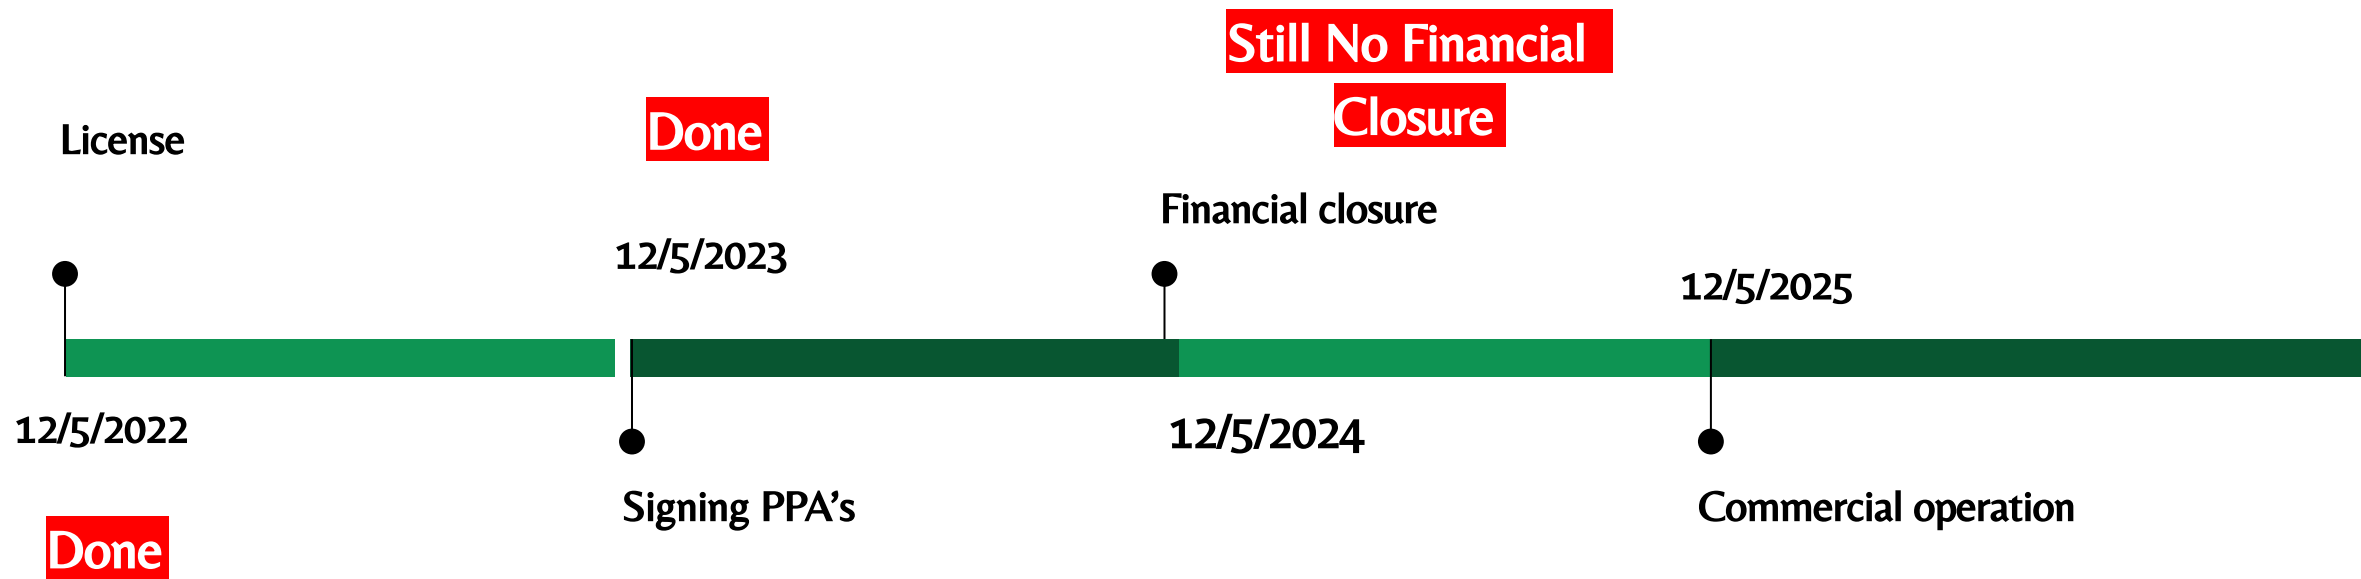 License
12/5/2022
Done
Done
12/5/2023
Signing PPA’s
Still No Financial
Closure
Financial closure
12/5/2024
12/5/2025
Commercial operation